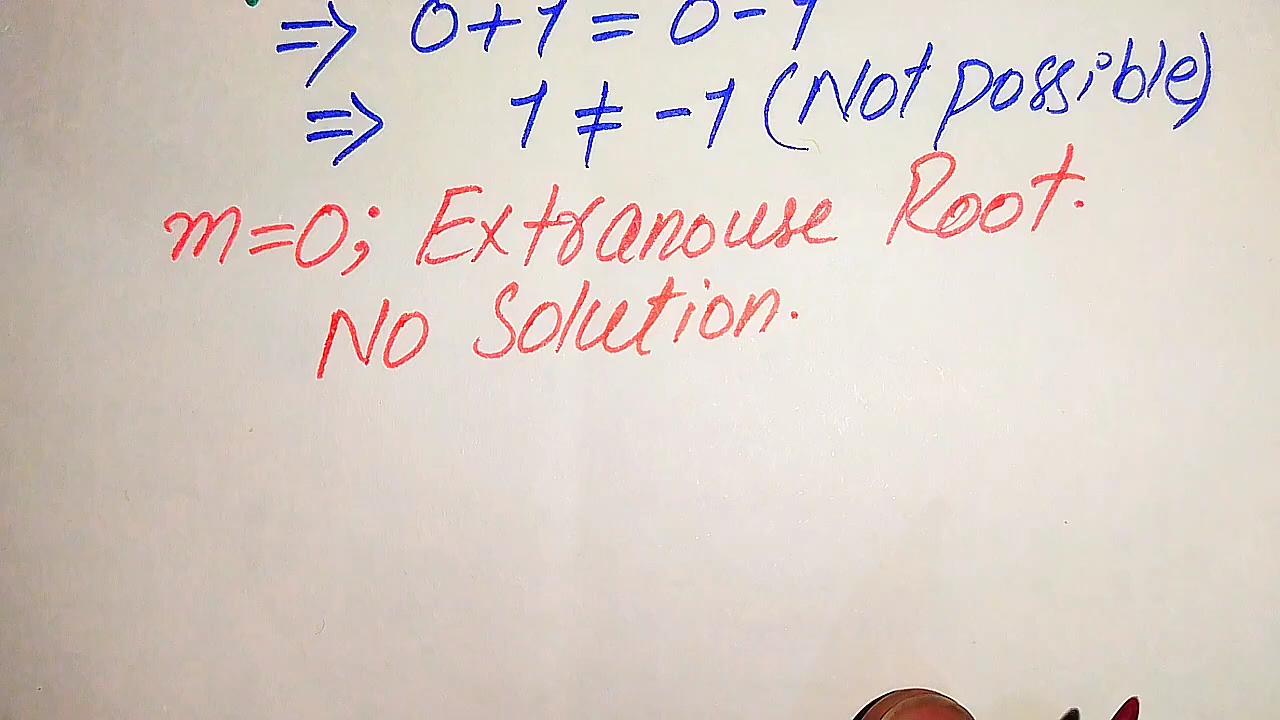 ⇒ 0+1 = 0-1
⇒ 1 ≠ -1 (Not possible)
m=0; Extranouse Root.
No Solution.